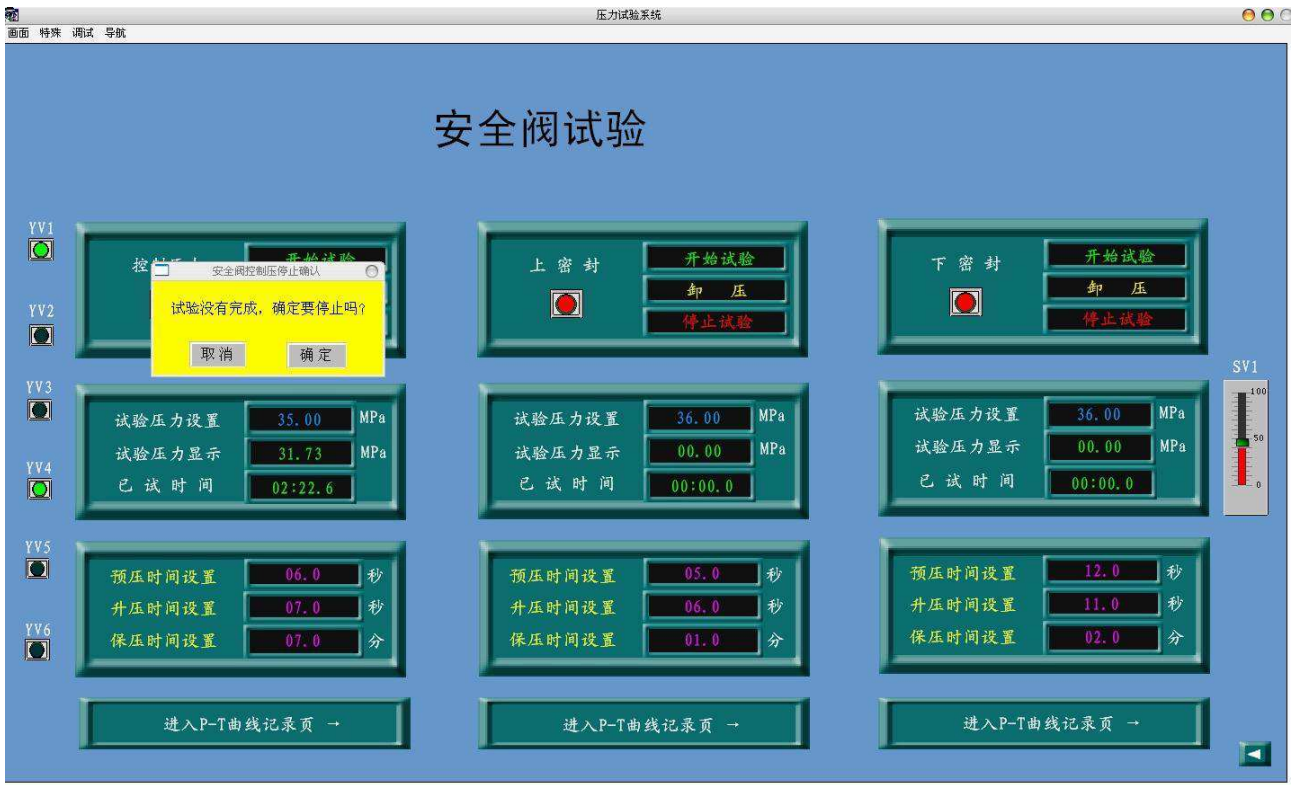 压力试验系统
画面 特殊 调试 导航
安全阀试验
YV1
YV2
YV3
YV4
YV5
YV6
安全阀控制压停止确认
试验没有完成，确定要停止吗?
取消 确定
试验压力设置 35.00 MPa
试验压力显示 31.73 MPa
已试时间 02:22.6
预压时间设置 06.0 秒
升压时间设置 07.0 秒
保压时间设置 07.0 分
进入P-T曲线记录页 →
上密封
开始试验
卸压
停止试验
试验压力设置 36.00 MPa
试验压力显示 00.00 MPa
已试时间 00:00.0
预压时间设置 05.0 秒
升压时间设置 06.0 秒
保压时间设置 01.0 分
进入P-T曲线记录页 →
下密封
开始试验
卸压
停止试验
试验压力设置 36.00 MPa
试验压力显示 00.00 MPa
已试时间 00:00.0
预压时间设置 12.0 秒
升压时间设置 11.0 秒
保压时间设置 02.0 分
进入P-T曲线记录页 →
SV1
100
50
0